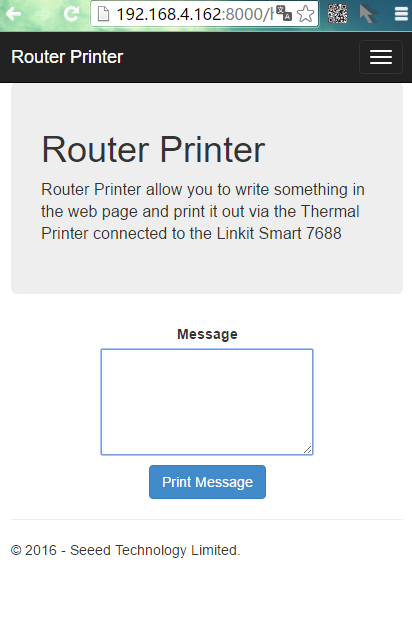 192.168.4.162:8000/
Router Printer
Router Printer
Router Printer allow you to write something in
the web page and print it out via the Thermal
Printer connected to the Linkit Smart 7688
Message
Print Message
© 2016 - Seeed Technology Limited.